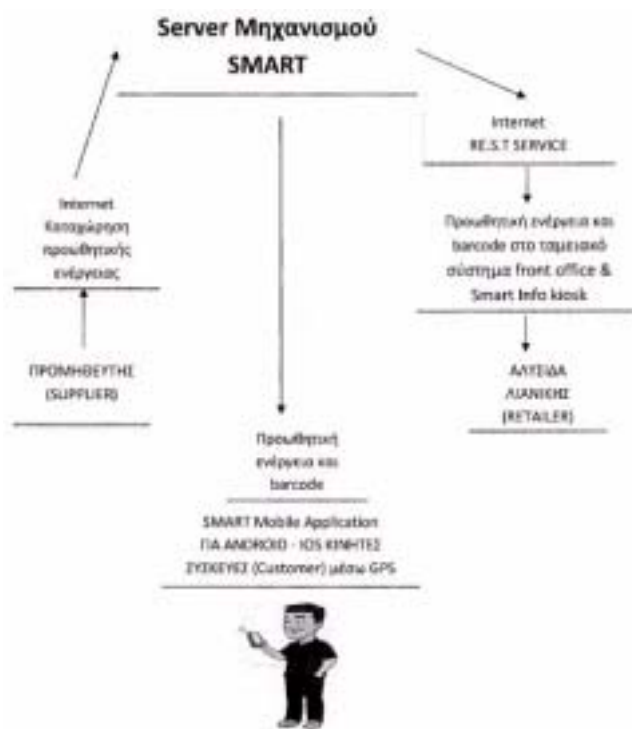 Server Μηχανισμού
SMART
Internet
RE.S.T SERVICE
Internet
Καταχώρηση
προωθητικής
ενέργειας
Προωθητική ενέργεια και
barcode στο ταμειακό
σύστημα front office &
Smart Info kiosk
ΠΡΟΜΗΘΕΥΤΗΣ
(SUPPLIER)
ΑΛΥΣΙΔΑ
ΛΙΑΝΙΚΗΣ
(RETAILER)
Προωθητική
ενέργεια και
barcode
SMART Mobile Application
ΓΙΑ ANDROID - IOS ΚΙΝΗΤΕΣ
ΣΥΣΚΕΥΕΣ (Customer) μέσω GPS